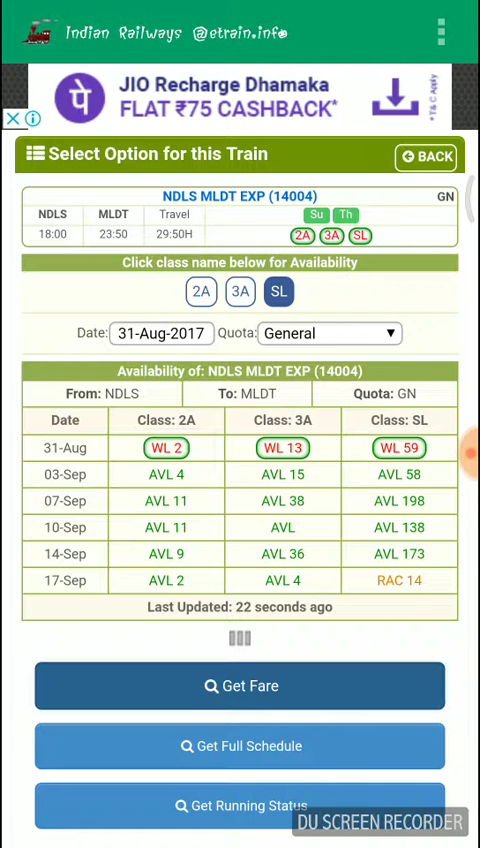 Indian Railways @etrain.info
पे
JIO Recharge Dhamaka
FLAT ₹75 CASHBACK*
*T& C Apply
Select Option for this Train
BACK
NDLS MLDT EXP (14004)
GN
NDLS MLDT Travel Su Th
18:00 23:50 29:50H 2A 3A SL
Click class name below for Availability
2A 3A SL
Date: 31-Aug-2017 Quota: General
Availability of: NDLS MLDT EXP (14004)
From: NDLS To: MLDT Quota: GN
Date Class: 2A Class: 3A Class: SL
31-Aug WL 2 WL 13 WL 59
03-Sep AVL 4 AVL 15 AVL 58
07-Sep AVL 11 AVL 38 AVL 198
10-Sep AVL 11 AVL AVL 138
14-Sep AVL 9 AVL 36 AVL 173
17-Sep AVL 2 AVL 4 RAC 14
Last Updated: 22 seconds ago
Get Fare
Get Full Schedule
Get Running Status
DU SCREEN RECORDER